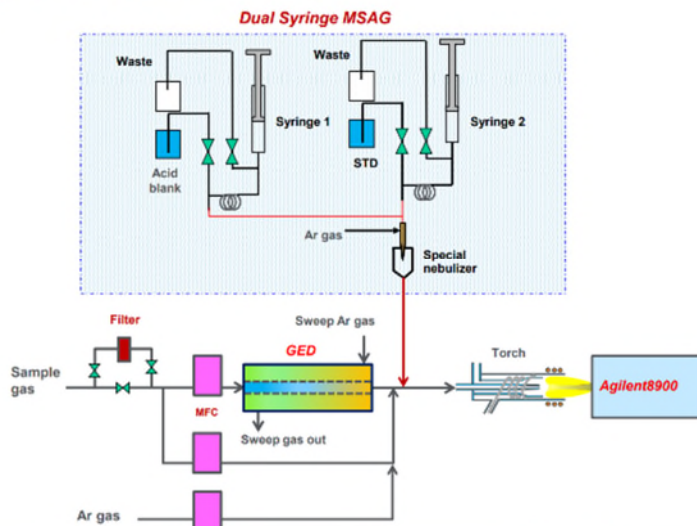 Dual Syringe MSAG
Waste
Waste
Syringe 1
Syringe 2
Acid
blank
STD
Ar gas
Special
nebulizer
Filter
Sweep Ar gas
GED
Torch
Sample
gas
Agilent8900
MFC
Sweep gas out
Ar gas